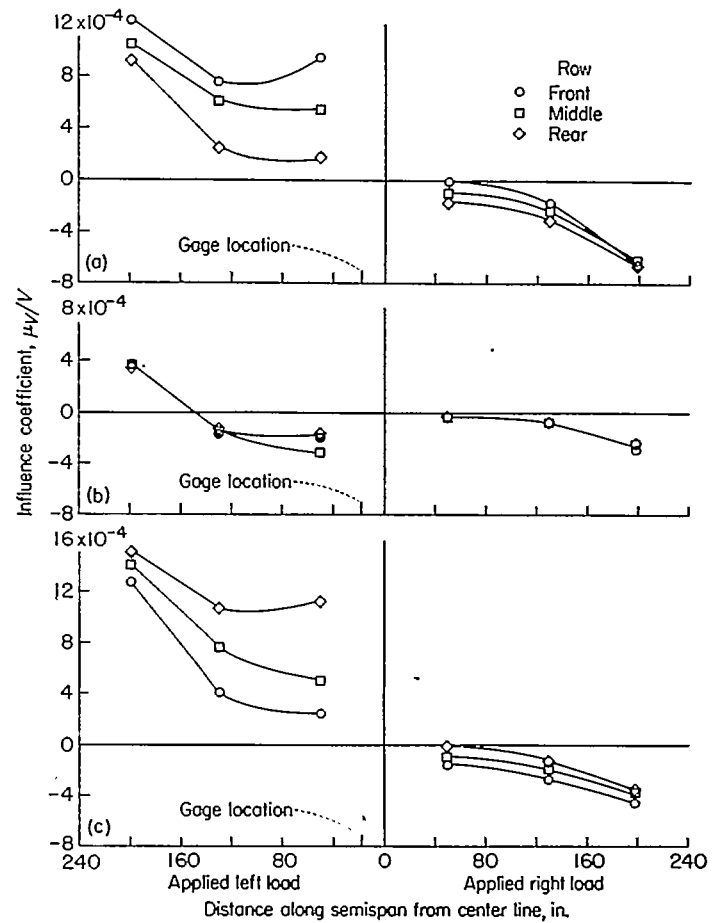 12 x10⁻⁴
8
4
0
-4
-8
(a)
Gage location
Row
Front
Middle
Rear
8 x10⁻⁴
4
0
-4
-8
(b)
Gage location
Influence coefficient, μv/V
16 x10⁻⁴
12
8
4
0
-4
-8
(c)
Gage location
240 160 80 0 80 160 240
Applied left load Applied right load
Distance along semispan from center line, in.